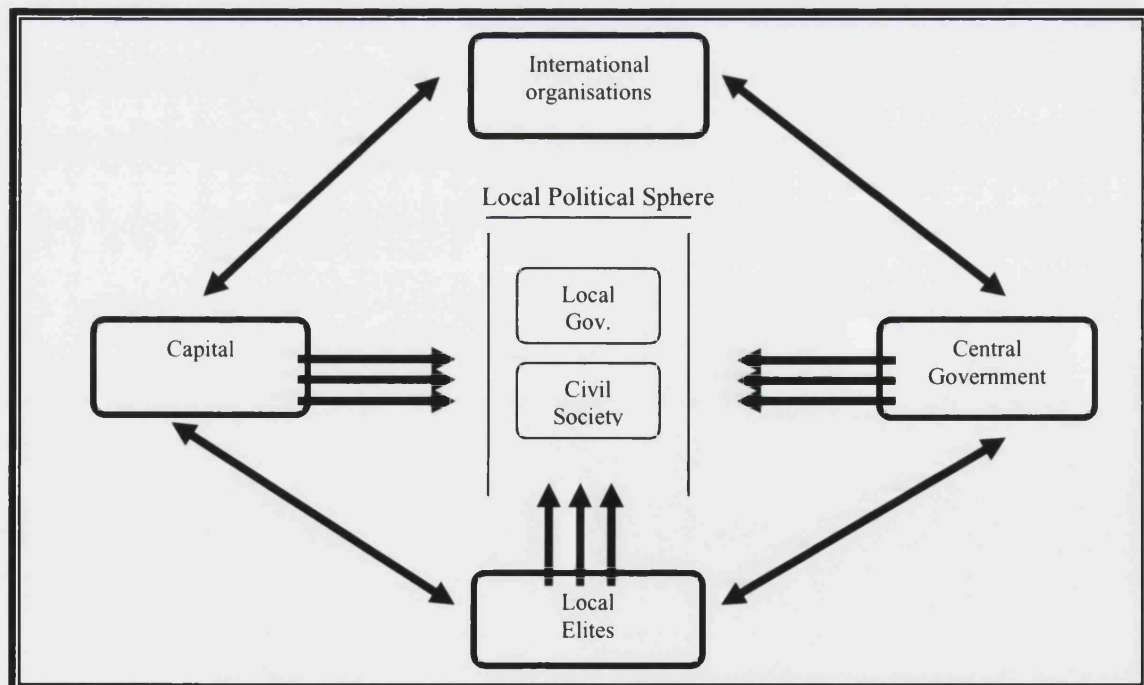 International
organisations
Local Political Sphere
Local
Gov.
Capital
Central
Government
Civil
Society
Local
Elites